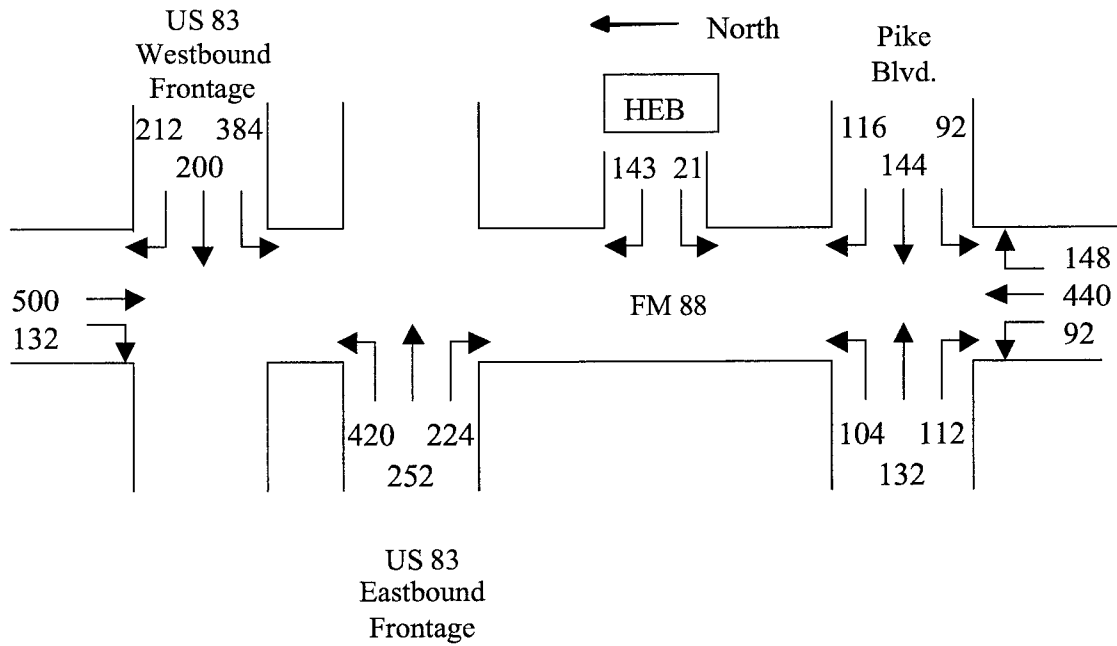 US 83
Westbound
Frontage
North
Pike
Blvd.
HEB
212 384
200
143 21
116 92
144
500
132
FM 88
148
440
92
420 224
252
104 112
132
US 83
Eastbound
Frontage